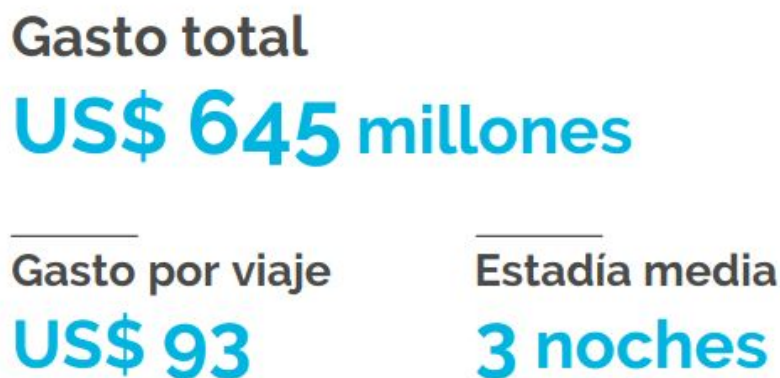 Gasto total
US$ 645 millones
Gasto por viaje
US$ 93
Estadía media
3 noches